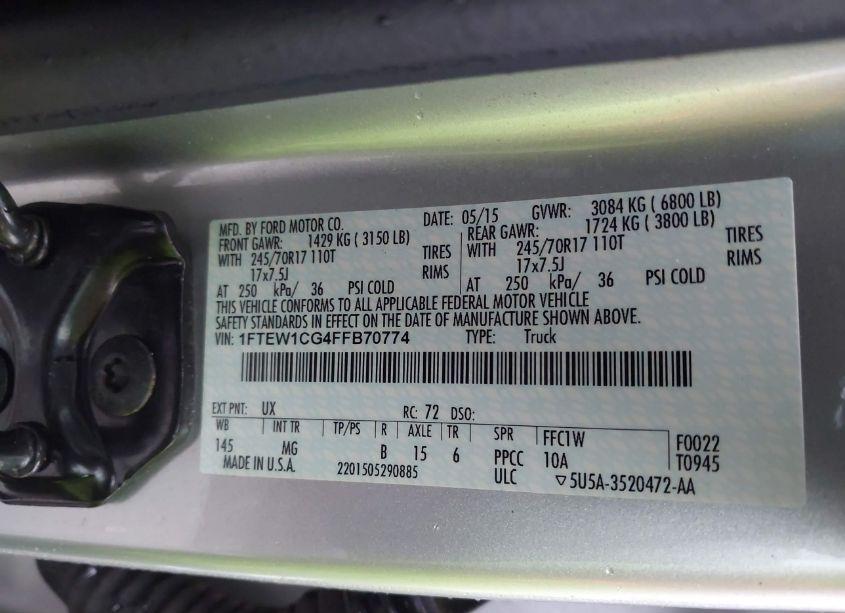 MFD. BY FORD MOTOR CO. DATE: 05/15 GVWR: 3084 KG ( 6800 LB)
FRONT GAWR: 1429 KG ( 3150 LB) REAR GAWR: 1724 KG ( 3800 LB)
WITH 245/70R17 110T TIRES WITH 245/70R17 110T TIRES
17x7.5J RIMS 17x7.5J RIMS
AT 250 kPa/ 36 PSI COLD AT 250 kPa/ 36 PSI COLD
THIS VEHICLE CONFORMS TO ALL APPLICABLE FEDERAL MOTOR VEHICLE
SAFETY STANDARDS IN EFFECT ON THE DATE OF MANUFACTURE SHOWN ABOVE.
VIN: 1FTEW1CG4FFB70774 TYPE: Truck
EXT PNT: UX RC: 72 DSO:
WB INT TR TP/PS R AXLE TR SPR FFC1W F0022
145 MG B 15 6 PPCC 10A T0945
MADE IN U.S.A. 2201505290885 ULC ▽5U5A-3520472-AA